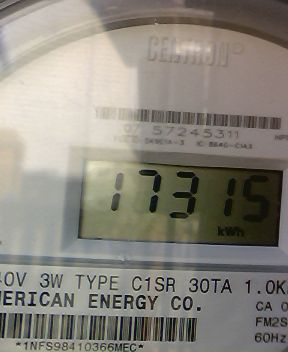 CENTRON®
07 57245311
17315
kWh
40V 3W TYPE C1SR 30TA 1.0K
MERICAN ENERGY CO.
CA 0
FM2S
60Hz
*1NFS98410366MEC*